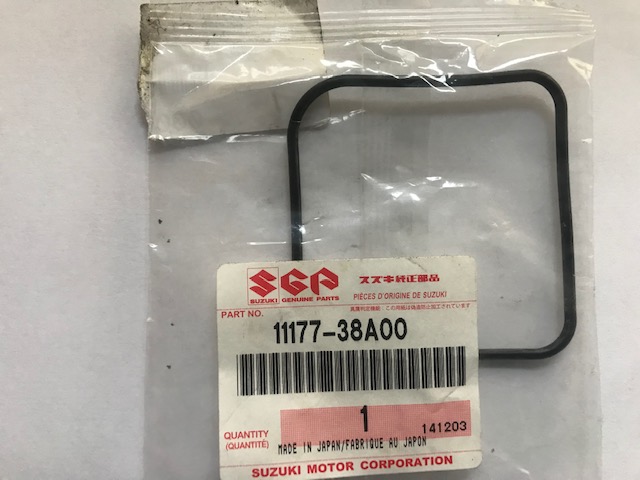 SGP スズキ純正部品
SUZUKI GENUINE PARTS PIÈCES D'ORIGINE DE SUZUKI
PART NO.
11177-38A00
1
141203
QUANTITY
(QUANTITÉ)
MADE IN JAPAN/FABRIQUE AU JAPON
SUZUKI MOTOR CORPORATION